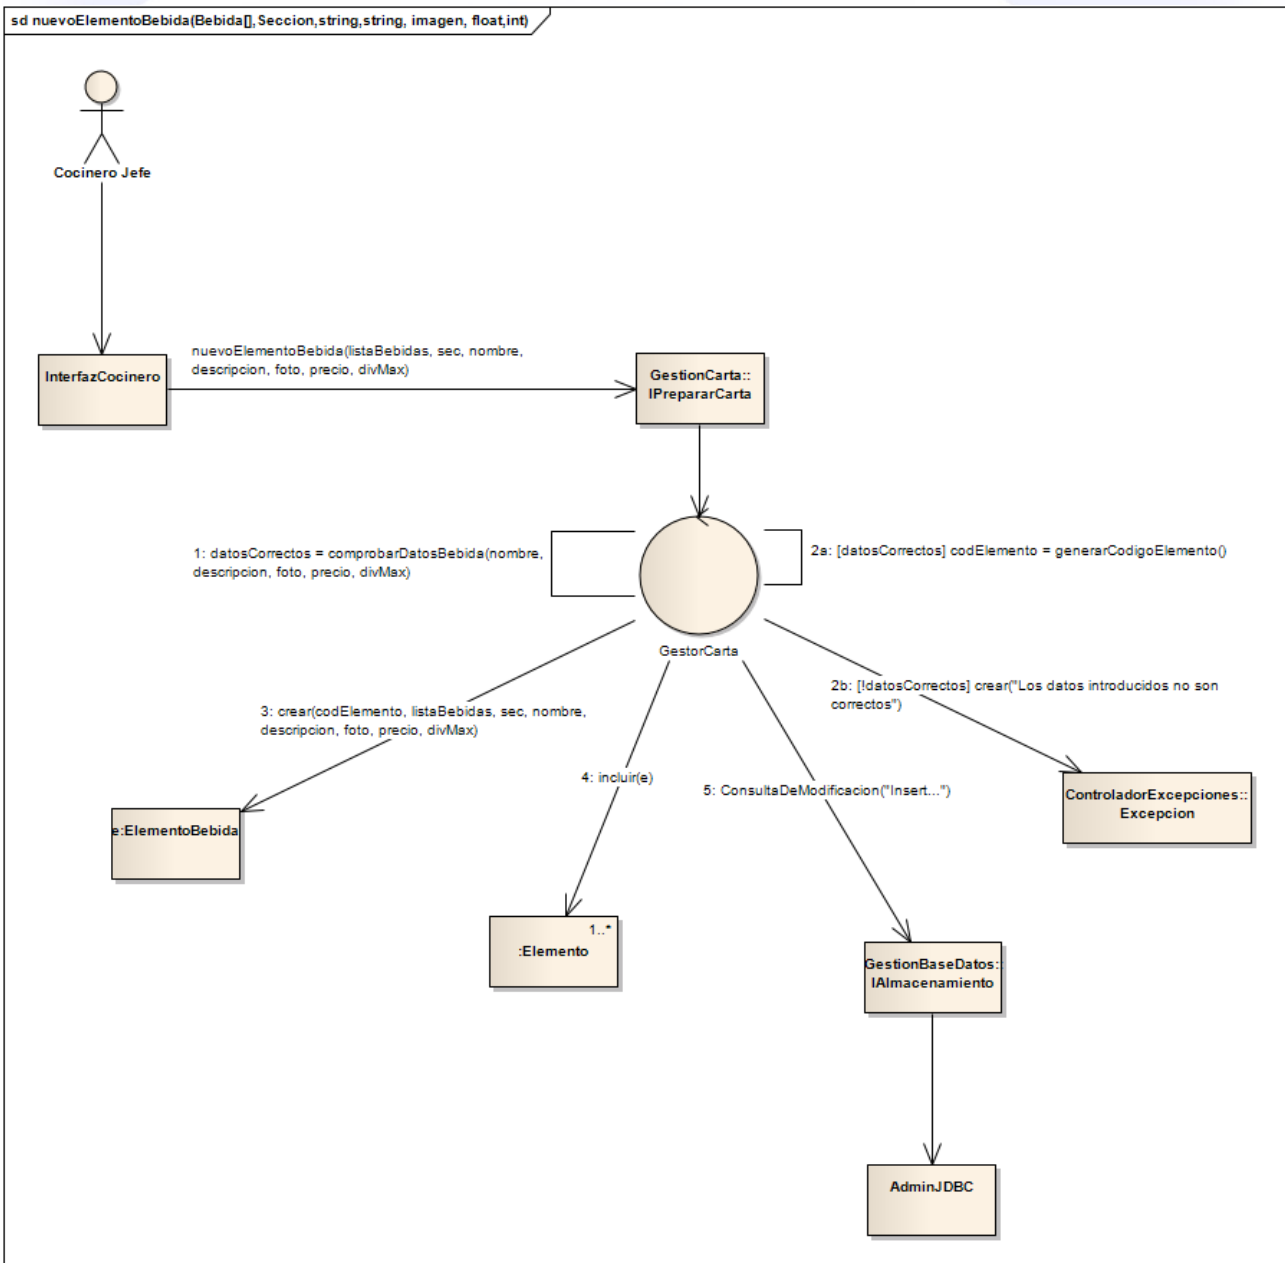 sd nuevoElementoBebida(Bebida[],Seccion,string,string, imagen, float,int)
Cocinero Jefe
InterfazCocinero
nuevoElementoBebida(listaBebidas, sec, nombre,
descripcion, foto, precio, divMax)
GestionCarta::
IPrepararCarta
1: datosCorrectos = comprobarDatosBebida(nombre,
descripcion, foto, precio, divMax)
2a: [datosCorrectos] codElemento = generarCodigoElemento()
GestorCarta
2b: [!datosCorrectos] crear("Los datos introducidos no son
correctos")
3: crear(codElemento, listaBebidas, sec, nombre,
descripcion, foto, precio, divMax)
4: incluir(e)
5: ConsultaDeModificacion("Insert...")
ControladorExcepciones::
Excepcion
e:ElementoBebida
1..*
:Elemento
GestionBaseDatos::
IAlmacenamiento
AdminJDBC